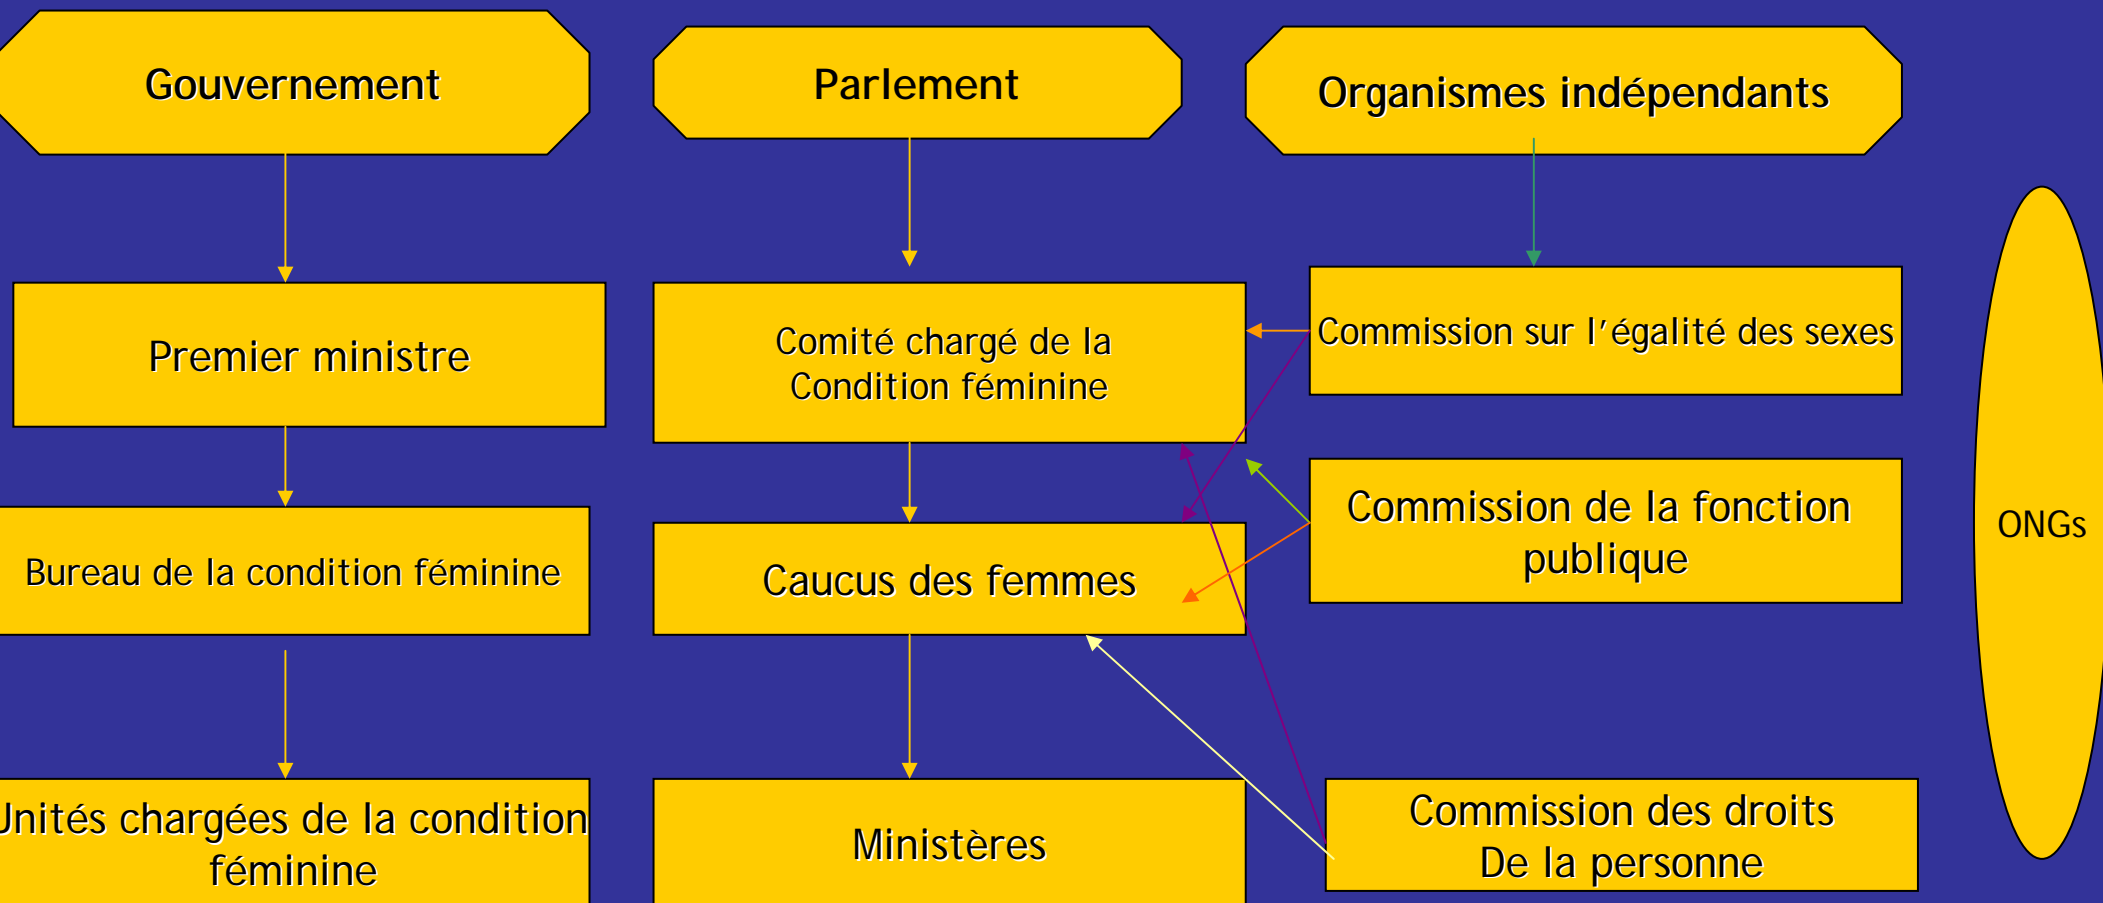 Gouvernement
Parlement
Organismes indépendants
Premier ministre
Comité chargé de la
Condition féminine
Commission sur l'égalité des sexes
Bureau de la condition féminine
Caucus des femmes
Commission de la fonction
publique
ONGs
Unités chargées de la condition
féminine
Ministères
Commission des droits
De la personne